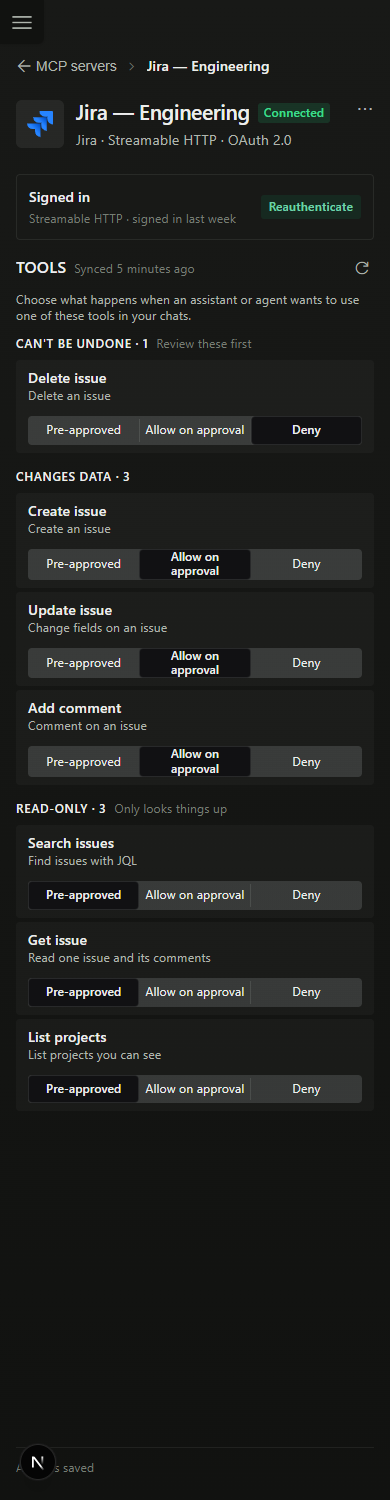 MCP servers > Jira — Engineering
Jira — Engineering Connected ...
Jira · Streamable HTTP · OAuth 2.0
Signed in
Streamable HTTP · signed in last week
Reauthenticate
TOOLS Synced 5 minutes ago
Choose what happens when an assistant or agent wants to use
one of these tools in your chats.
CAN'T BE UNDONE · 1 Review these first
Delete issue
Delete an issue
Pre-approved Allow on approval Deny
CHANGES DATA · 3
Create issue
Create an issue
Pre-approved Allow on approval Deny
Update issue
Change fields on an issue
Pre-approved Allow on approval Deny
Add comment
Comment on an issue
Pre-approved Allow on approval Deny
READ-ONLY · 3 Only looks things up
Search issues
Find issues with JQL
Pre-approved Allow on approval Deny
Get issue
Read one issue and its comments
Pre-approved Allow on approval Deny
List projects
List projects you can see
Pre-approved Allow on approval Deny
N
saved